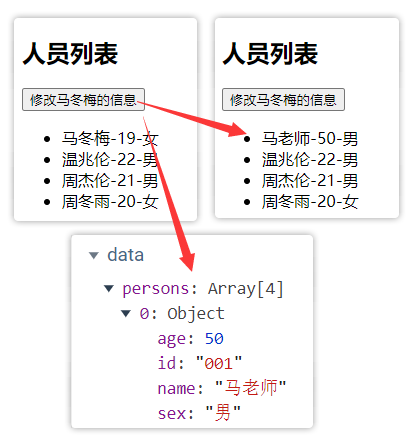 人员列表
修改马冬梅的信息
马冬梅-19-女
温兆伦-22-男
周杰伦-21-男
周冬雨-20-女
人员列表
修改马冬梅的信息
马老师-50-男
温兆伦-22-男
周杰伦-21-男
周冬雨-20-女
data
persons: Array[4]
0: Object
age: 50
id: "001"
name: "马老师"
sex: "男"